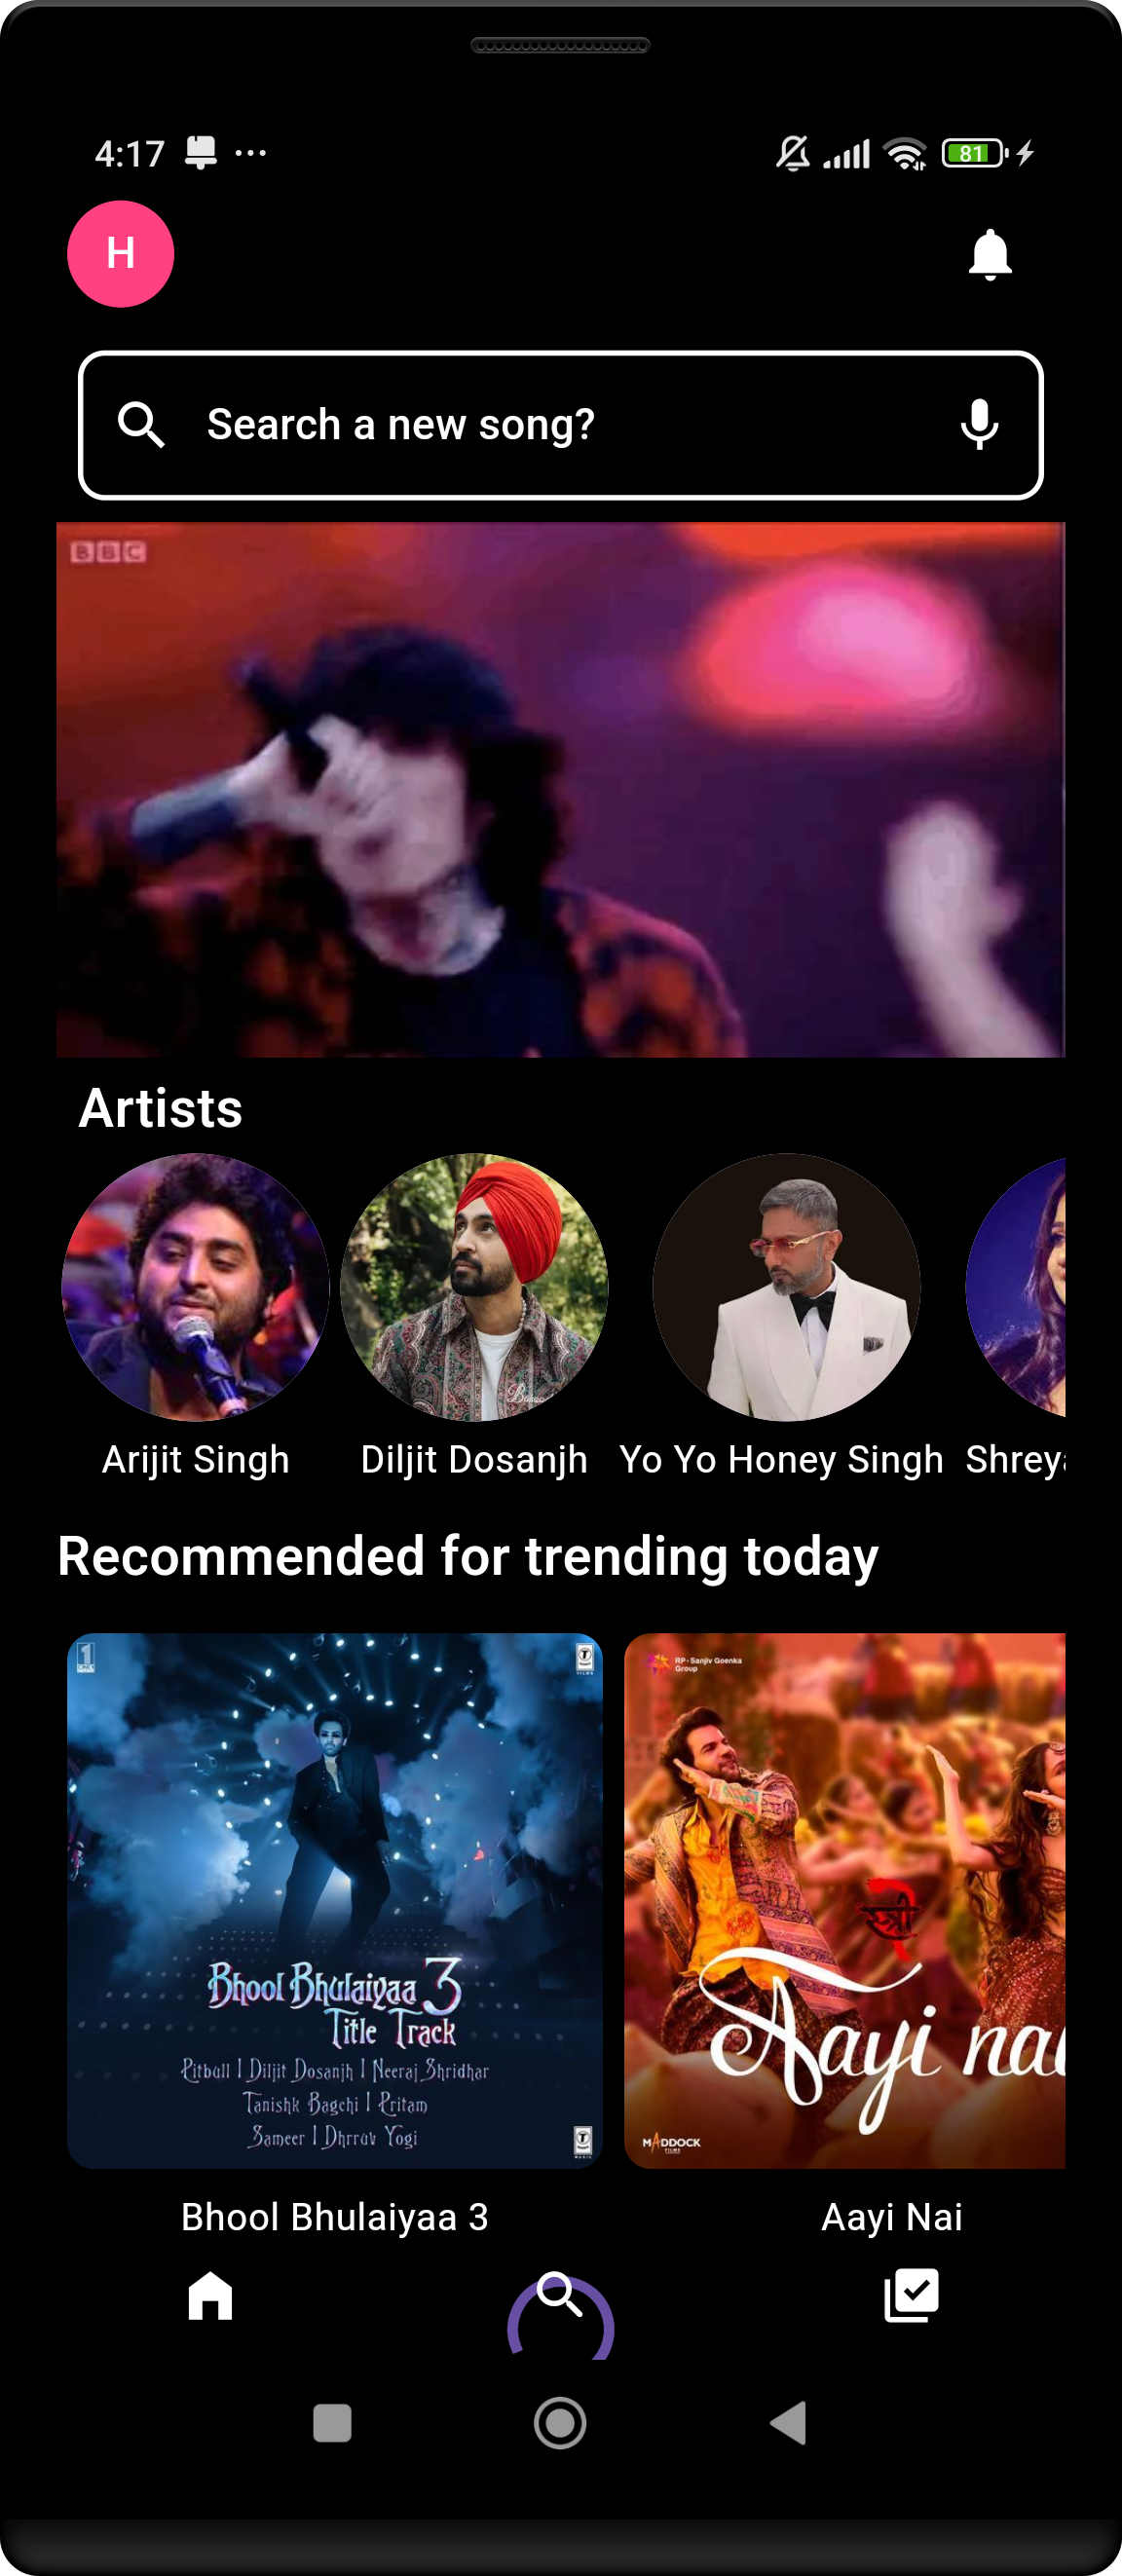 4:17
81
H
Search a new song?
BBC
Artists
Arijit Singh
Diljit Dosanjh
Yo Yo Honey Singh
Shreya
Recommended for trending today
RP-Sanjiv Goenka
Group
Bhool Bhulaiyaa 3
Title Track
Pitbull | Diljit Dosanjh | Neeraj Shridhar
Tanishk Bagchi | Pritam
Sameer | Dhrruv Yogi
स्त्री
Aayi nai
MADDOCK
FILMS
Bhool Bhulaiyaa 3
Aayi Nai